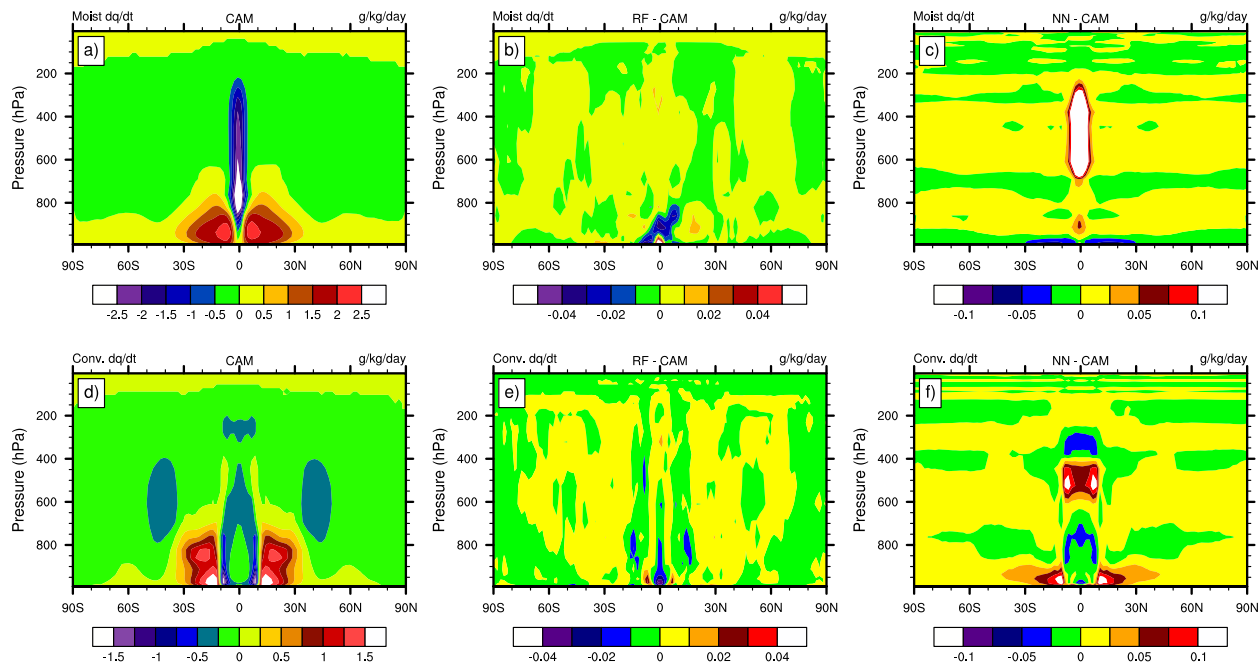 Moist dq/dt CAM g/kg/day
a)
Pressure (hPa)
200
400
600
800
90S 60S 30S 0 30N 60N 90N
-2.5 -2 -1.5 -1 -0.5 0 0.5 1 1.5 2 2.5
Moist dq/dt RF - CAM g/kg/day
b)
Pressure (hPa)
200
400
600
800
90S 60S 30S 0 30N 60N 90N
-0.04 -0.02 0 0.02 0.04
Moist dq/dt NN - CAM g/kg/day
c)
Pressure (hPa)
200
400
600
800
90S 60S 30S 0 30N 60N 90N
-0.1 -0.05 0 0.05 0.1
Conv. dq/dt CAM g/kg/day
d)
Pressure (hPa)
200
400
600
800
90S 60S 30S 0 30N 60N 90N
-1.5 -1 -0.5 0 0.5 1 1.5
Conv. dq/dt RF - CAM g/kg/day
e)
Pressure (hPa)
200
400
600
800
90S 60S 30S 0 30N 60N 90N
-0.04 -0.02 0 0.02 0.04
Conv. dq/dt NN - CAM g/kg/day
f)
Pressure (hPa)
200
400
600
800
90S 60S 30S 0 30N 60N 90N
-0.1 -0.05 0 0.05 0.1